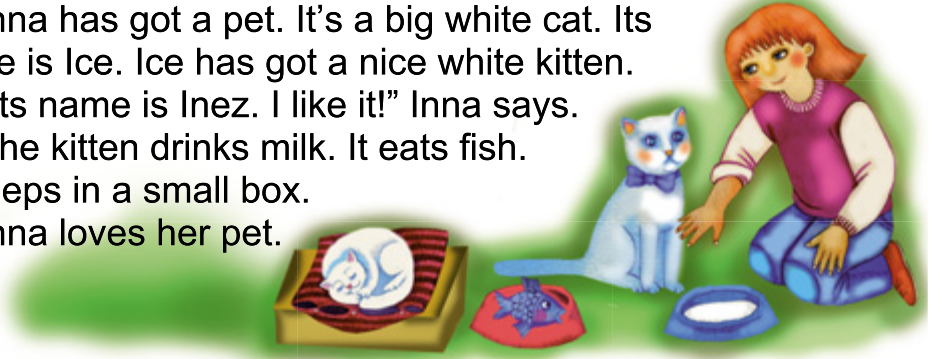 nna has got a pet. It’s a big white cat. Its
e is Ice. Ice has got a nice white kitten.
ts name is Inez. I like it!” Inna says.
he kitten drinks milk. It eats fish.
eeps in a small box.
nna loves her pet.